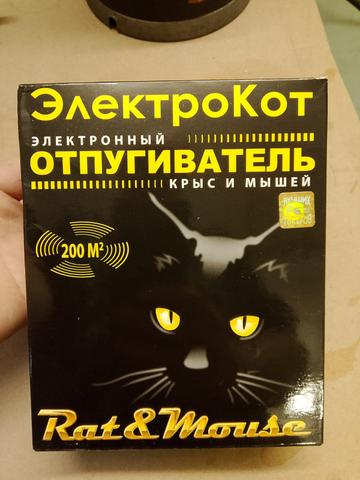 ЭлектроКот
ЭЛЕКТРОННЫЙ
ОТПУГИВАТЕЛЬ
КРЫС И МЫШЕЙ
200 М²
Rat&Mouse